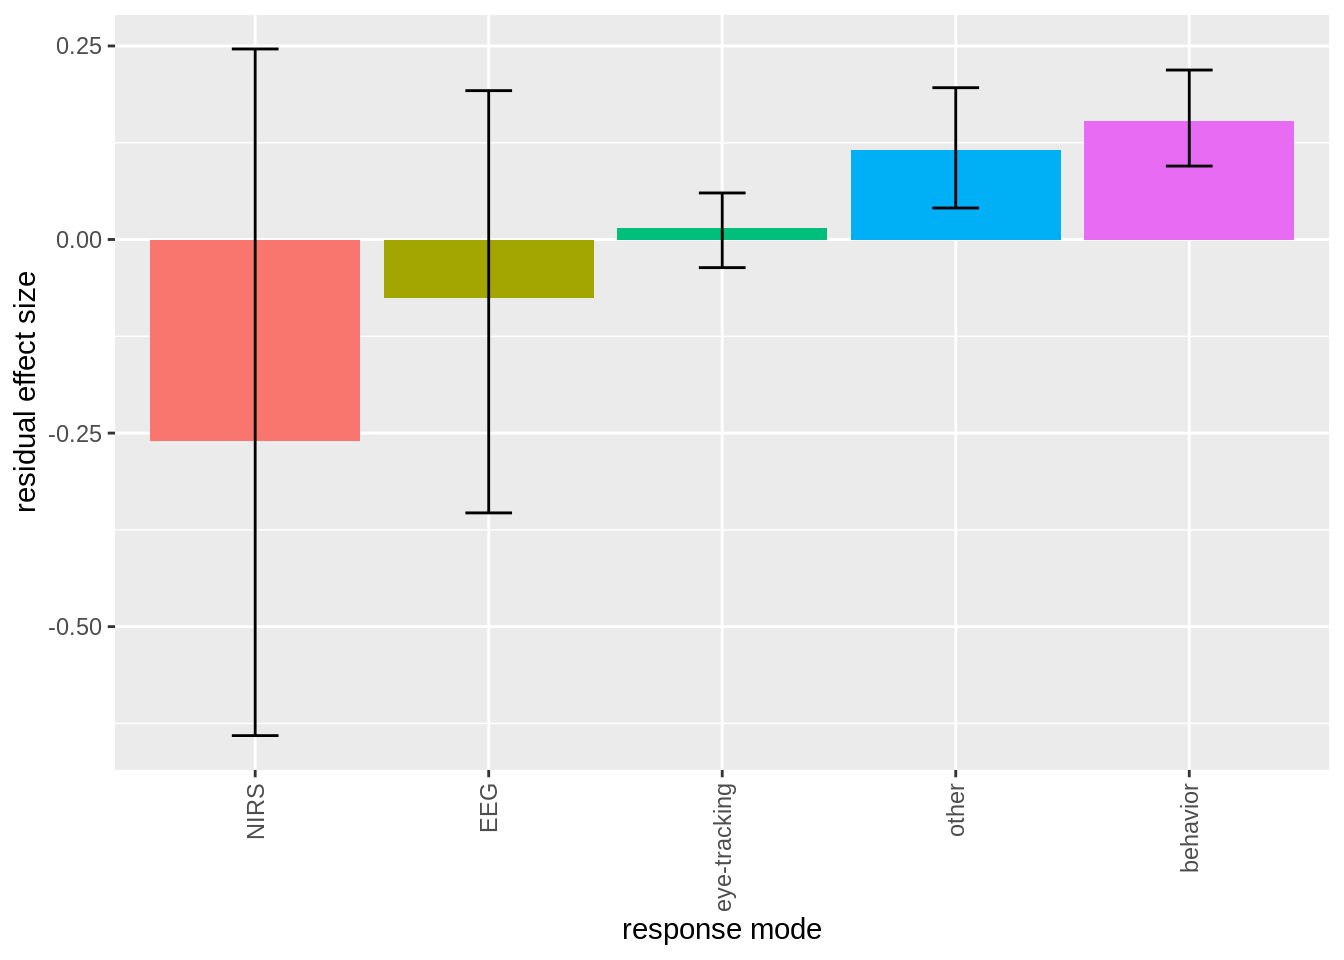 residual effect size
0.25
0.00
-0.25
-0.50
NIRS
EEG
eye-tracking
other
behavior
response mode